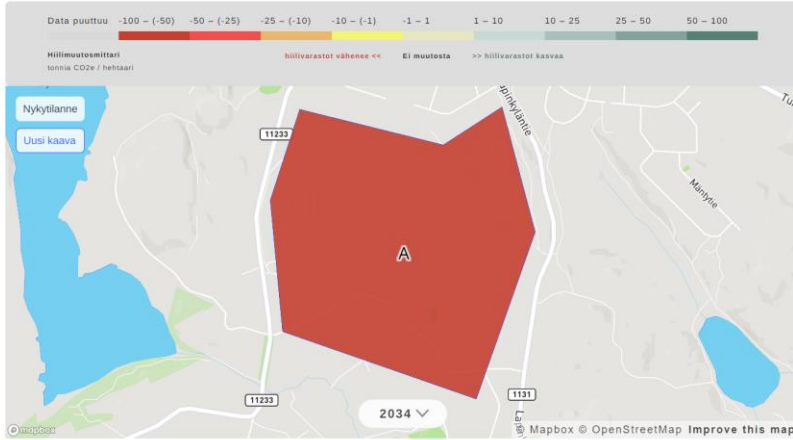 Data puuttuu -100 – (-50) -50 – (-25) -25 – (-10) -10 – (-1) -1 – 1 1 – 10 10 – 25 25 – 50 50 – 100
Hiilimuutosmittari hiilivarastot vähenee << Ei muutosta >> hiilivarastot kasvaa
tonnia CO2e / hehtaari
Nykytilanne
Uusi kaava
11233
Mäntytie
A
11233
1131
2034
mapbox
Mapbox © OpenStreetMap Improve this map